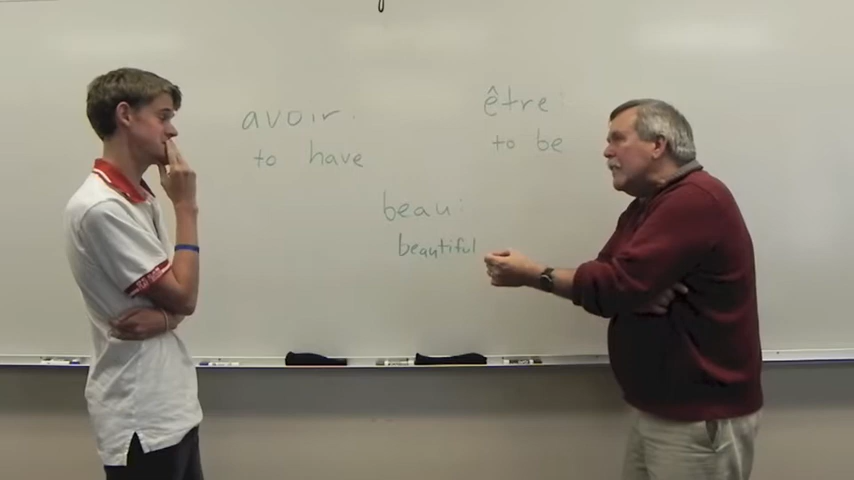 avoir:
to have
être:
to be
beau:
beautiful